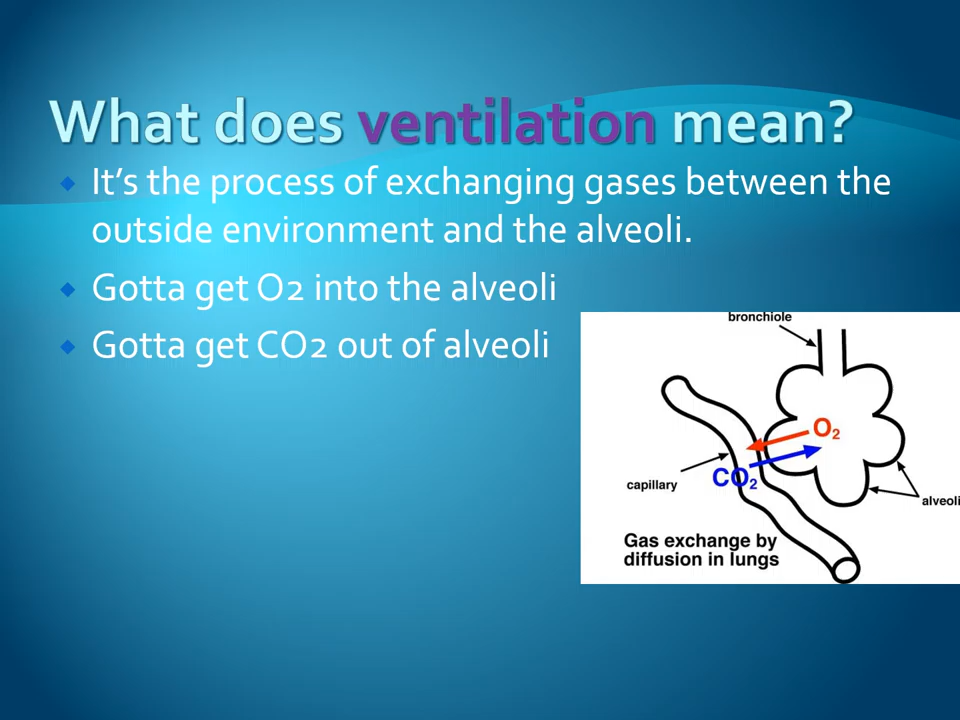 What does ventilation mean?
It's the process of exchanging gases between the
outside environment and the alveoli.
Gotta get O2 into the alveoli
Gotta get CO2 out of alveoli
bronchiole
O₂
CO₂
capillary
alveoli
Gas exchange by
diffusion in lungs